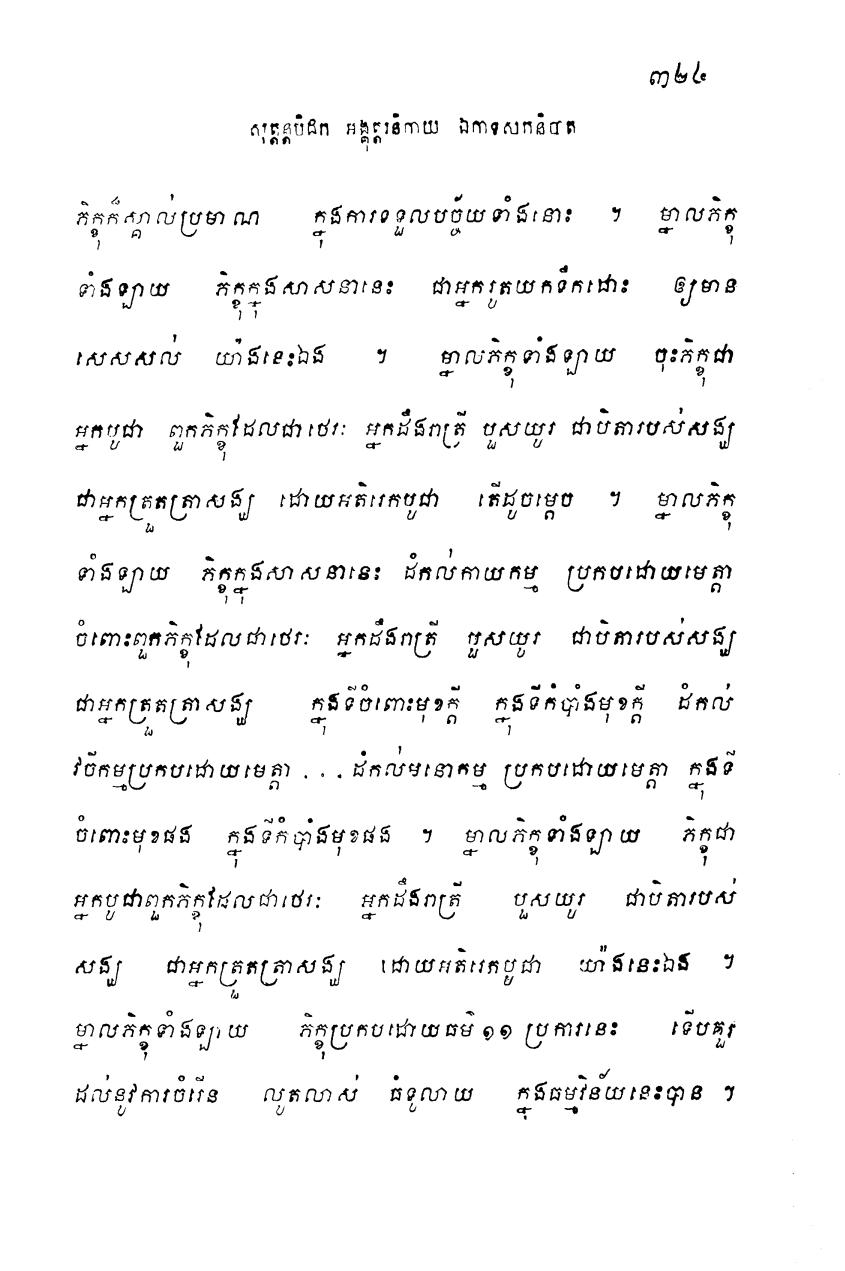 ៣២៤
សុត្តន្តបិដក អង្គុត្តរនិកាយ ឯកាទសកនិបាត
ភិក្ខុក៏ស្គាល់ប្រមាណ ក្នុងការទទួលបច្ច័យទាំងនោះ ។ ម្នាលភិក្ខុ
ទាំងឡាយ ភិក្ខុក្នុងសាសនានេះ ជាអ្នករូតយកទឹកដោះ ឲ្យមាន
សេសសល់ យ៉ាងនេះឯង ។ ម្នាលភិក្ខុទាំងឡាយ ចុះភិក្ខុជា
អ្នកបូជា ពួកភិក្ខុដែលជាថេរៈ អ្នកដឹងរាត្រី បួសយូរ ជាបិតារបស់សង្ឃ
ជាអ្នកត្រួតត្រាសង្ឃ ដោយអតិរេកបូជា តើដូចម្តេច ។ ម្នាលភិក្ខុ
ទាំងឡាយ ភិក្ខុក្នុងសាសនានេះ ដំកល់កាយកម្ម ប្រកបដោយមេត្តា
ចំពោះពួកភិក្ខុដែលជាថេរៈ អ្នកដឹងរាត្រី បួសយូរ ជាបិតារបស់សង្ឃ
ជាអ្នកត្រួតត្រាសង្ឃ ក្នុងទីចំពោះមុខក្តី ក្នុងទីកំបាំងមុខក្តី ដំកល់
វចីកម្មប្រកបដោយមេត្តា ... ដំកល់មនោកម្ម ប្រកបដោយមេត្តា ក្នុងទី
ចំពោះមុខផង ក្នុងទីកំបាំងមុខផង ។ ម្នាលភិក្ខុទាំងឡាយ ភិក្ខុជា
អ្នកបូជាពួកភិក្ខុដែលជាថេរៈ អ្នកដឹងរាត្រី បួសយូរ ជាបិតារបស់
សង្ឃ ជាអ្នកត្រួតត្រាសង្ឃ ដោយអតិរេកបូជា យ៉ាងនេះឯង ។
ម្នាលភិក្ខុទាំងឡាយ ភិក្ខុប្រកបដោយធម៌ ១១ ប្រការនេះ ទើបគួរ
ដល់នូវការចំរើន លូតលាស់ ធំទូលាយ ក្នុងធម្មវិន័យនេះបាន ។